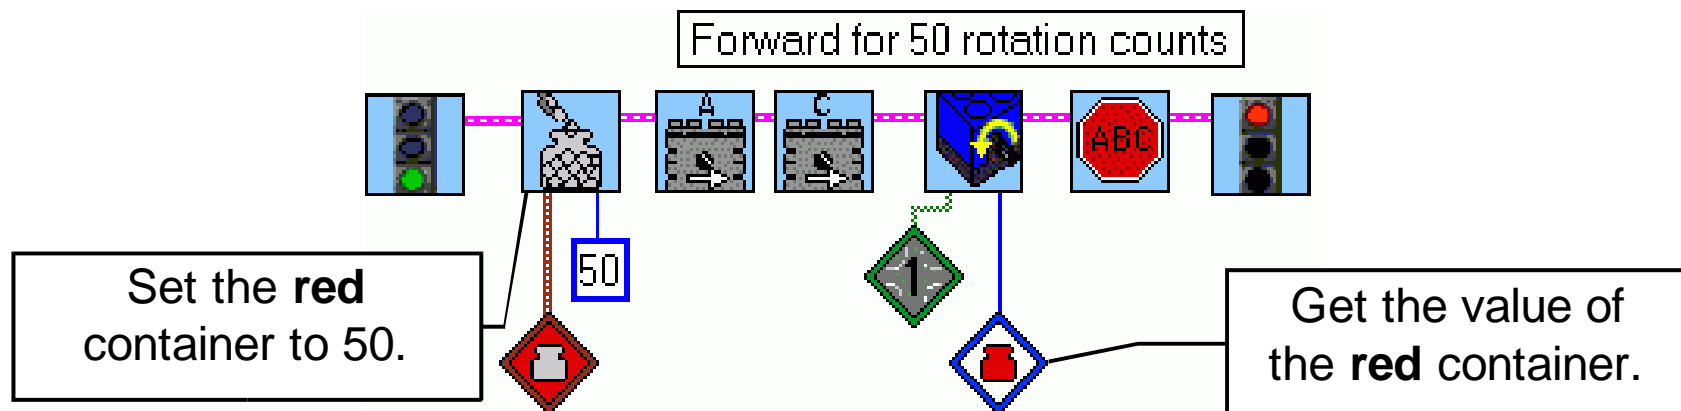 Forward for 50 rotation counts
A
C
ABC
50
1
Set the red
container to 50.
Get the value of
the red container.